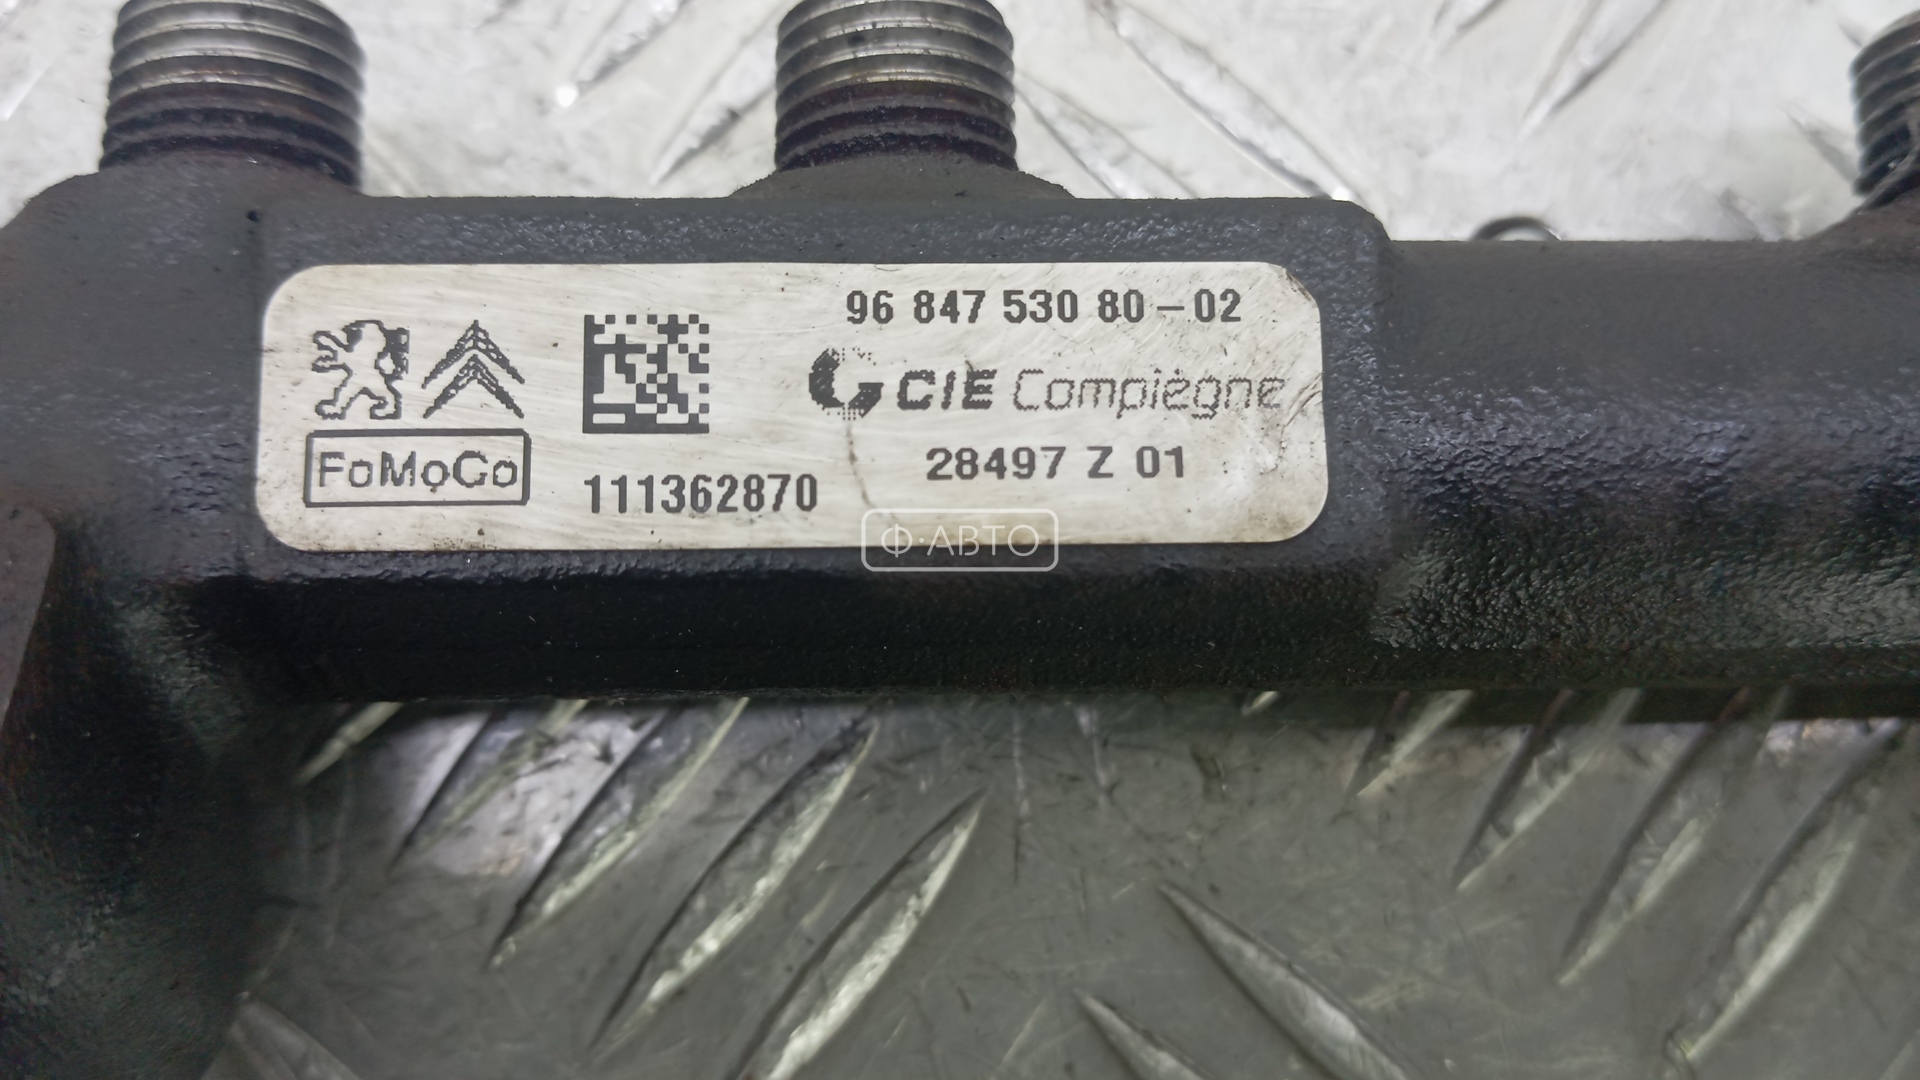 96 847 530 80-02
CIE Compiègne
28497 Z 01
FoMoCo
111362870
Ф·АВТО